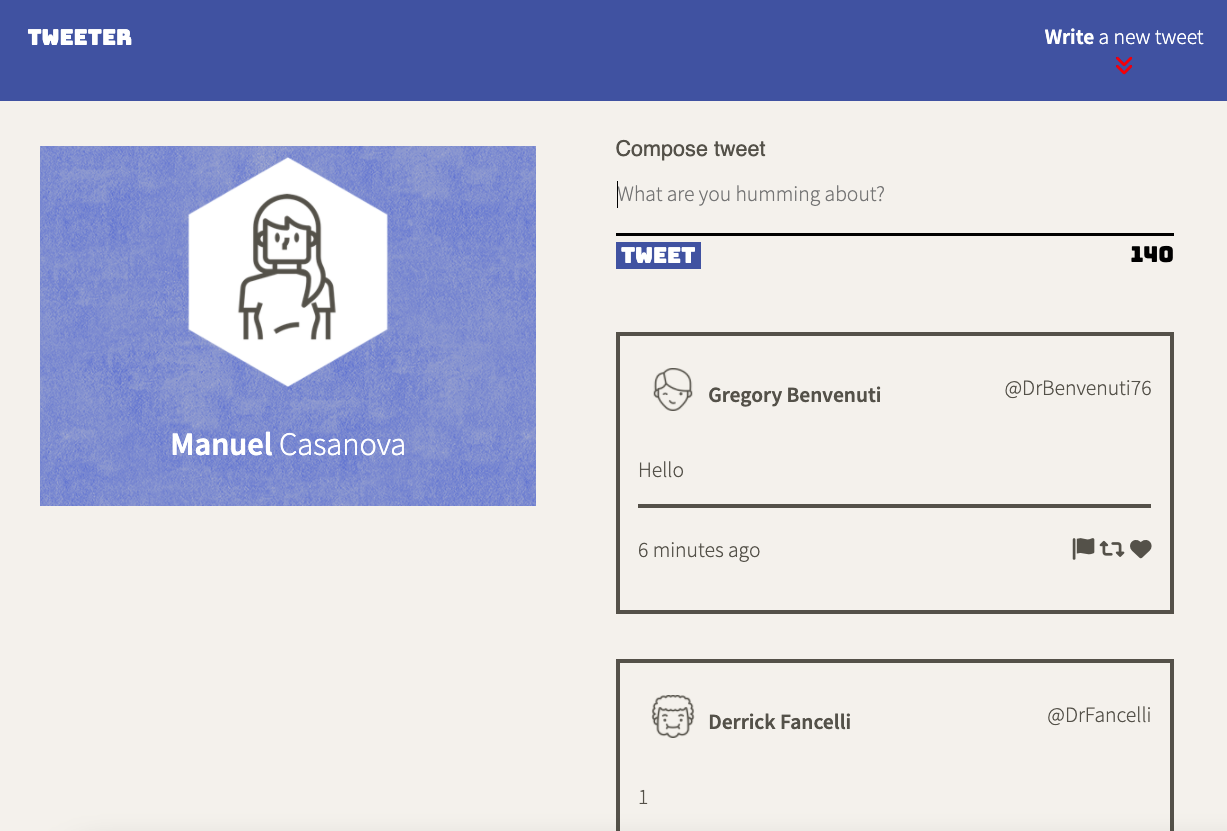 TWEETER
Write a new tweet
Manuel Casanova
Compose tweet
What are you humming about?
TWEET
140
Gregory Benvenuti
@DrBenvenuti76
Hello
6 minutes ago
Derrick Fancelli
@DrFancelli
1